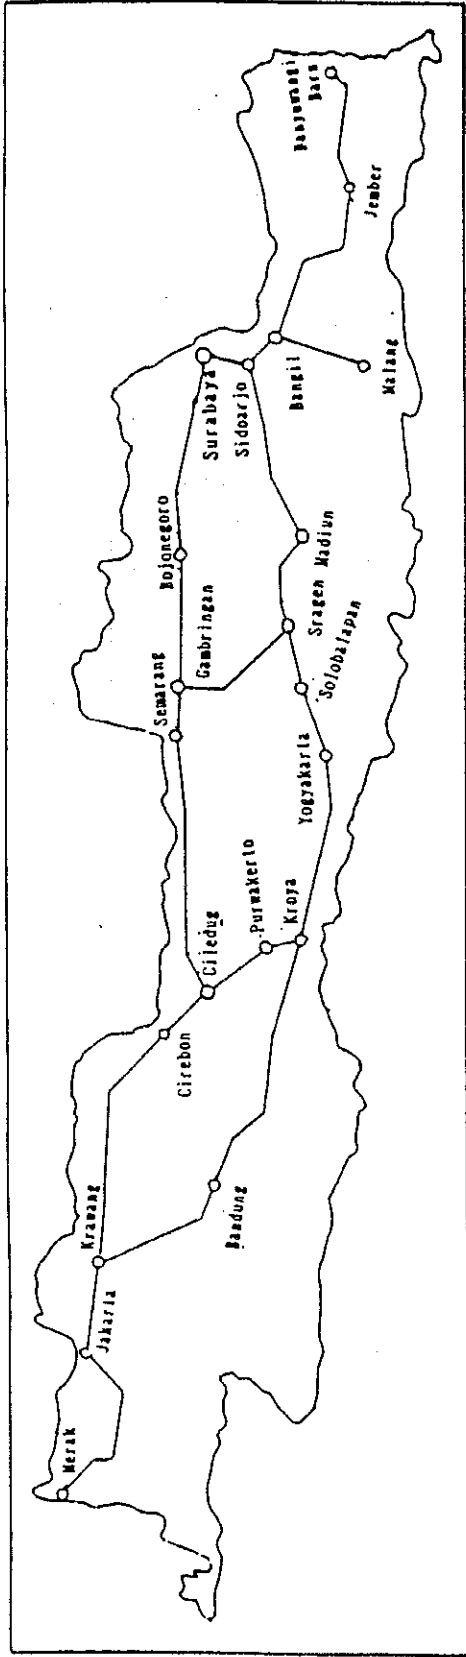 Merak
Jakarta
Krawang
Bandung
Cirebon
Ciledug
Purwakerto
Kroya
Yogyakarta
Semarang
Solobalapan
Gambringan
Sragen
Madiun
Bojonegoro
Surabaya
Sidoarjo
Bangil
Malang
Jember
Banyuwangi
Baru